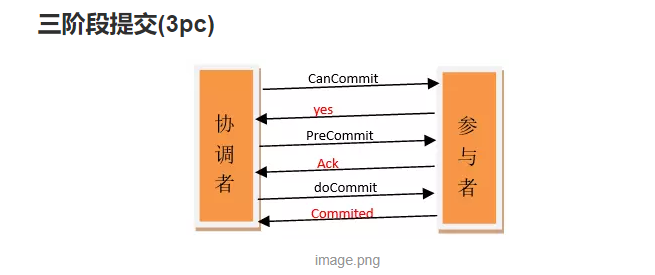 三阶段提交(3pc)
协调者
CanCommit
yes
PreCommit
Ack
doCommit
Commited
参与者
image.png